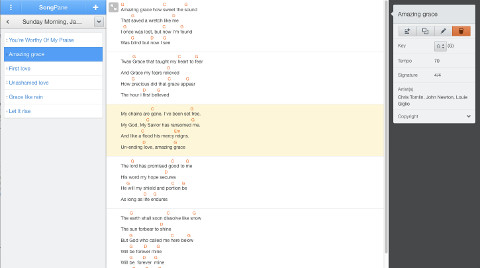 SongPane
Sunday Morning, Ja...
You're Worthy Of My Praise
Amazing grace
First love
Unashamed love
Grace like rain
Let it rise
Amazing grace how sweet the sound
That saved a wretch like me
I once was lost, but now I'm found
Was blind but now I see
Twas Grace that taught my heart to fear
And Grace my fears relieved
How precious did that grace appear
The hour I first believed
My chains are gone, I've been set free,
My God, My Savior has ransomed me.
And like a flood his mercy reigns,
Unending love, amazing grace
The lord has promised good to me
His word my hope secures
He will my shield and portion be
As long as life endures
The earth shall soon dissolve like snow
The sun forbear to shine
But God who called me here below
Will be forever mine
Will be forever mine
Amazing grace
Key G (G)
Tempo 70
Signature 4/4
Artist(s)
Chris Tomlin, John Newton, Louie
Giglio
Copyright